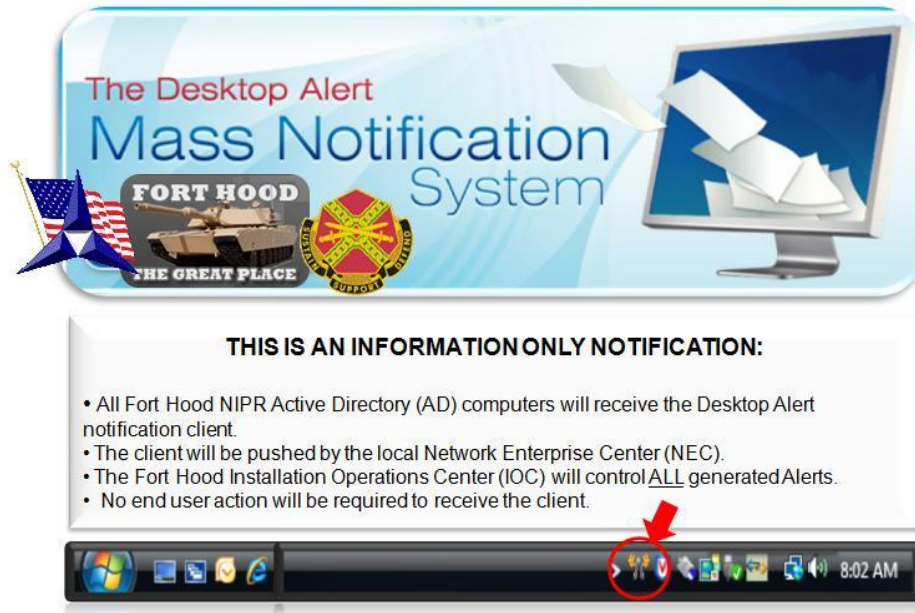 The Desktop Alert
Mass Notification
System
FORT HOOD
THE GREAT PLACE
SUSTAIN
SUPPORT
DEFEND
THIS IS AN INFORMATION ONLY NOTIFICATION:
• All Fort Hood NIPR Active Directory (AD) computers will receive the Desktop Alert
notification client.
• The client will be pushed by the local Network Enterprise Center (NEC).
• The Fort Hood Installation Operations Center (IOC) will control ALL generated Alerts.
• No end user action will be required to receive the client.
8:02 AM